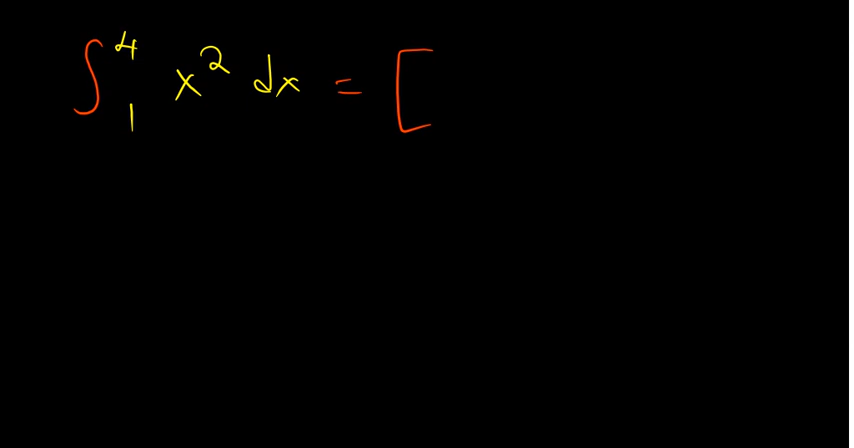 ∫₁⁴ x² dx = [